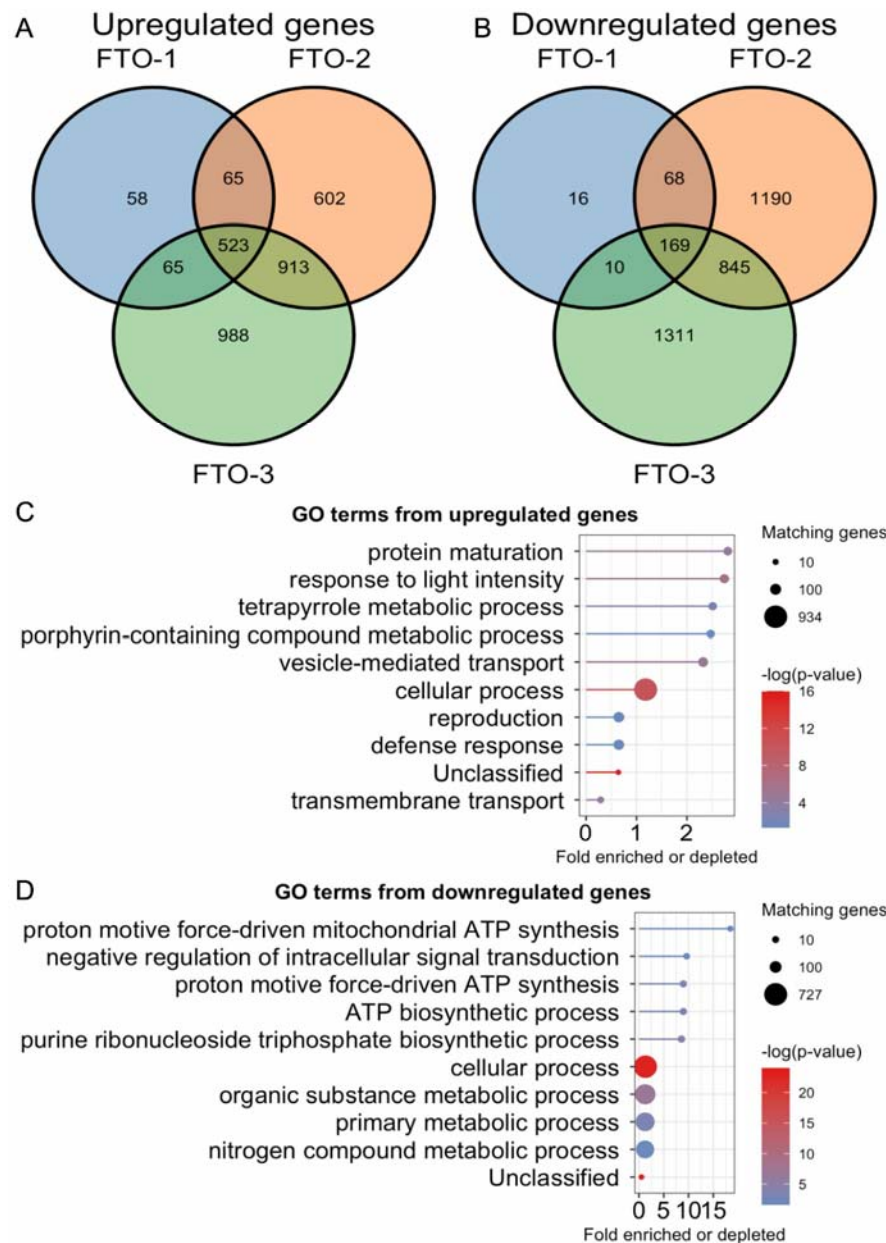 A Upregulated genes
B Downregulated genes
FTO-1 FTO-2
FTO-1 FTO-2
65
58 602
523
65 913
988
FTO-3
68
16 1190
169
10 845
1311
FTO-3
C
GO terms from upregulated genes
protein maturation
response to light intensity
tetrapyrrole metabolic process
porphyrin-containing compound metabolic process
vesicle-mediated transport
cellular process
reproduction
defense response
Unclassified
transmembrane transport
0 1 2
Fold enriched or depleted
Matching genes
10
100
934
-log(p-value)
16
12
8
4
D
GO terms from downregulated genes
proton motive force-driven mitochondrial ATP synthesis
negative regulation of intracellular signal transduction
proton motive force-driven ATP synthesis
ATP biosynthetic process
purine ribonucleoside triphosphate biosynthetic process
cellular process
organic substance metabolic process
primary metabolic process
nitrogen compound metabolic process
Unclassified
0 5 10 15
Fold enriched or depleted
Matching genes
10
100
727
-log(p-value)
20
15
10
5